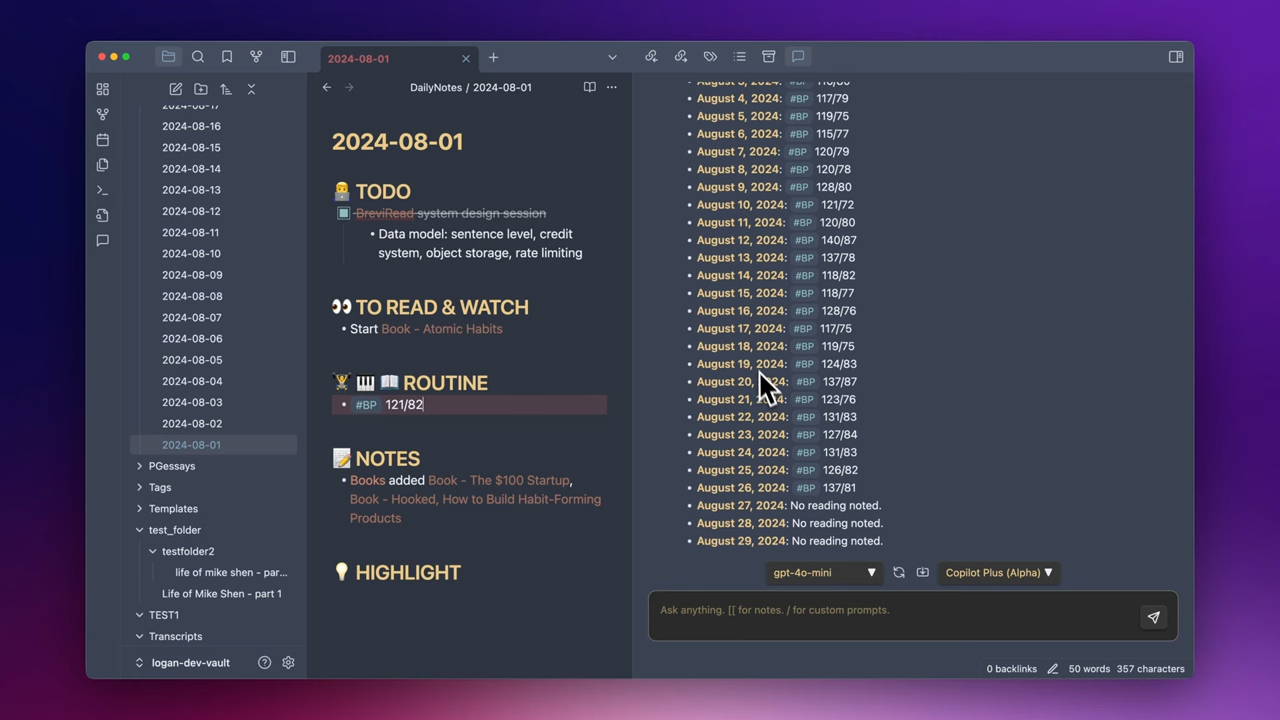 2024-08-01
DailyNotes / 2024-08-01
2024-08-17
2024-08-16
2024-08-15
2024-08-14
2024-08-13
2024-08-12
2024-08-11
2024-08-10
2024-08-09
2024-08-08
2024-08-07
2024-08-06
2024-08-05
2024-08-04
2024-08-03
2024-08-02
2024-08-01
PGessays
Tags
Templates
test_folder
testfolder2
life of mike shen - par...
Life of Mike Shen - part 1
TEST1
Transcripts
logan-dev-vault
2024-08-01
TODO
BreviRead system design session
• Data model: sentence level, credit
system, object storage, rate limiting
TO READ & WATCH
• Start Book - Atomic Habits
ROUTINE
• #BP 121/82
NOTES
• Books added Book - The $100 Startup,
Book - Hooked, How to Build Habit-Forming
Products
HIGHLIGHT
• August 4, 2024: #BP 117/79
• August 5, 2024: #BP 119/75
• August 6, 2024: #BP 115/77
• August 7, 2024: #BP 120/79
• August 8, 2024: #BP 120/78
• August 9, 2024: #BP 128/80
• August 10, 2024: #BP 121/72
• August 11, 2024: #BP 120/80
• August 12, 2024: #BP 140/87
• August 13, 2024: #BP 137/78
• August 14, 2024: #BP 118/82
• August 15, 2024: #BP 118/77
• August 16, 2024: #BP 128/76
• August 17, 2024: #BP 117/75
• August 18, 2024: #BP 119/75
• August 19, 2024: #BP 124/83
• August 20, 2024: #BP 137/87
• August 21, 2024: #BP 123/76
• August 22, 2024: #BP 131/83
• August 23, 2024: #BP 127/84
• August 24, 2024: #BP 131/83
• August 25, 2024: #BP 126/82
• August 26, 2024: #BP 137/81
• August 27, 2024: No reading noted.
• August 28, 2024: No reading noted.
• August 29, 2024: No reading noted.
gpt-4o-mini
Copilot Plus (Alpha)
Ask anything. [[ for notes. / for custom prompts.
0 backlinks 50 words 357 characters